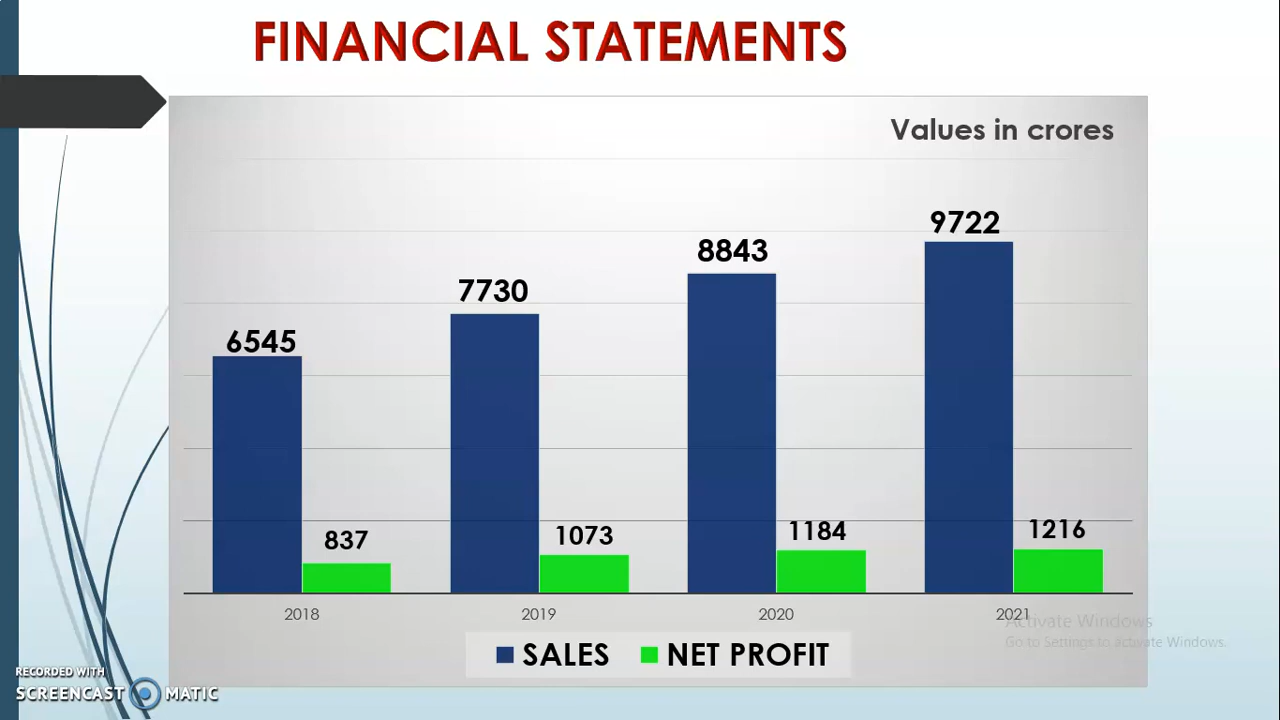 FINANCIAL STATEMENTS
Values in crores
9722
8843
7730
6545
1216
1184
1073
837
2018 2019 2020 2021
Activate Windows
Go to Settings to Activate Windows.
SALES NET PROFIT
RECORDED WITH
SCREENCAST MATIC